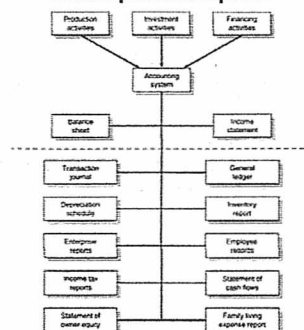 Production
activities
Investment
activities
Financing
activities
Accounting
system
Balance
sheet
Income
statement
Transaction
journal
General
ledger
Depreciation
schedule
Inventory
report
Enterprise
reports
Employee
records
Income tax
reports
Statement of
cash flows
Statement of
owner equity
Family living
expense report